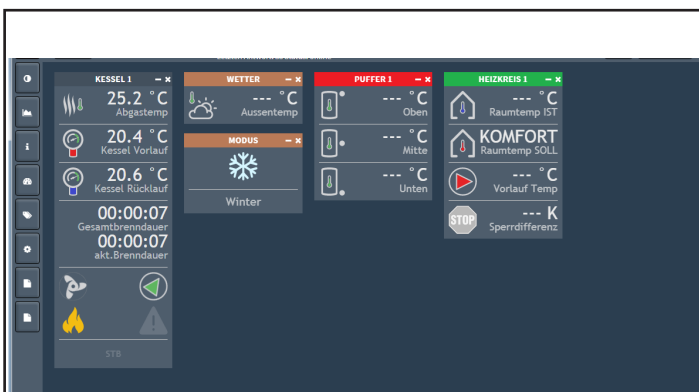 KESSEL 1
25.2 °C
Abgastemp
20.4 °C
Kessel Vorlauf
20.6 °C
Kessel Rücklauf
00:00:07
Gesamtbrenndauer
00:00:07
akt.Brenndauer
STB
WETTER
--- °C
Aussentemp
MODUS
Winter
PUFFER 1
--- °C
Oben
--- °C
Mitte
--- °C
Unten
HEIZKREIS 1
--- °C
Raumtemp IST
KOMFORT
Raumtemp SOLL
--- °C
Vorlauf Temp
STOP
--- K
Sperrdifferenz